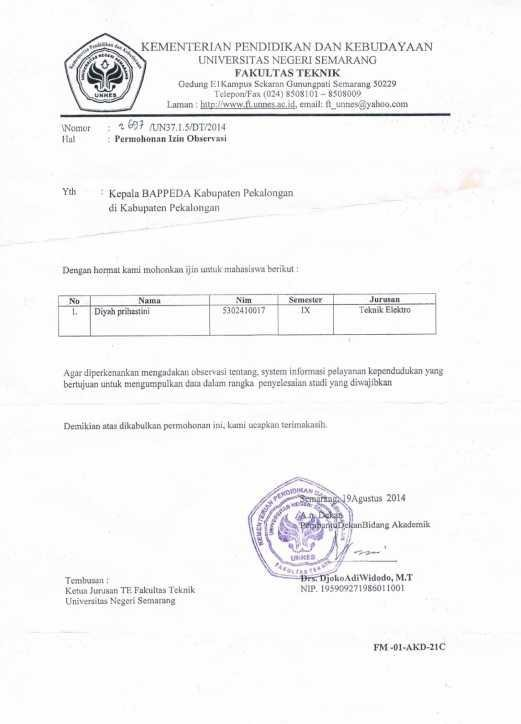 KEMENTERIAN PENDIDIKAN DAN KEBUDAYAAN
UNIVERSITAS NEGERI SEMARANG
FAKULTAS TEKNIK
Gedung E1Kampus Sekaran Gunungpati Semarang 50229
Telepon/Fax (024) 8508101 – 8508009
Laman : http://www.ft.unnes.ac.id, email: ft_unnes@yahoo.com
UNNES
Nomor : 2697 /UN37.1.5/DT/2014
Hal : Permohonan Izin Observasi
Yth : Kepala BAPPEDA Kabupaten Pekalongan
di Kabupaten Pekalongan
Dengan hormat kami mohonkan ijin untuk mahasiswa berikut :
No Nama Nim Semester Jurusan
1. Diyah prihastini 5302410017 IX Teknik Elektro
Agar diperkenankan mengadakan observasi tentang, system informasi pelayanan kependudukan yang
bertujuan untuk mengumpulkan data dalam rangka penyelesaian studi yang diwajibkan
Demikian atas dikabulkan permohonan ini, kami ucapkan terimakasih.
Semarang, 19Agustus 2014
A.n. Dekan
PembantuDekanBidang Akademik
UNNES
FAKULTAS TEKNIK
Drs. DjokoAdiWidodo, M.T
NIP. 195909271986011001
Tembusan :
Ketua Jurusan TE Fakultas Teknik
Universitas Negeri Semarang
FM -01-AKD-21C